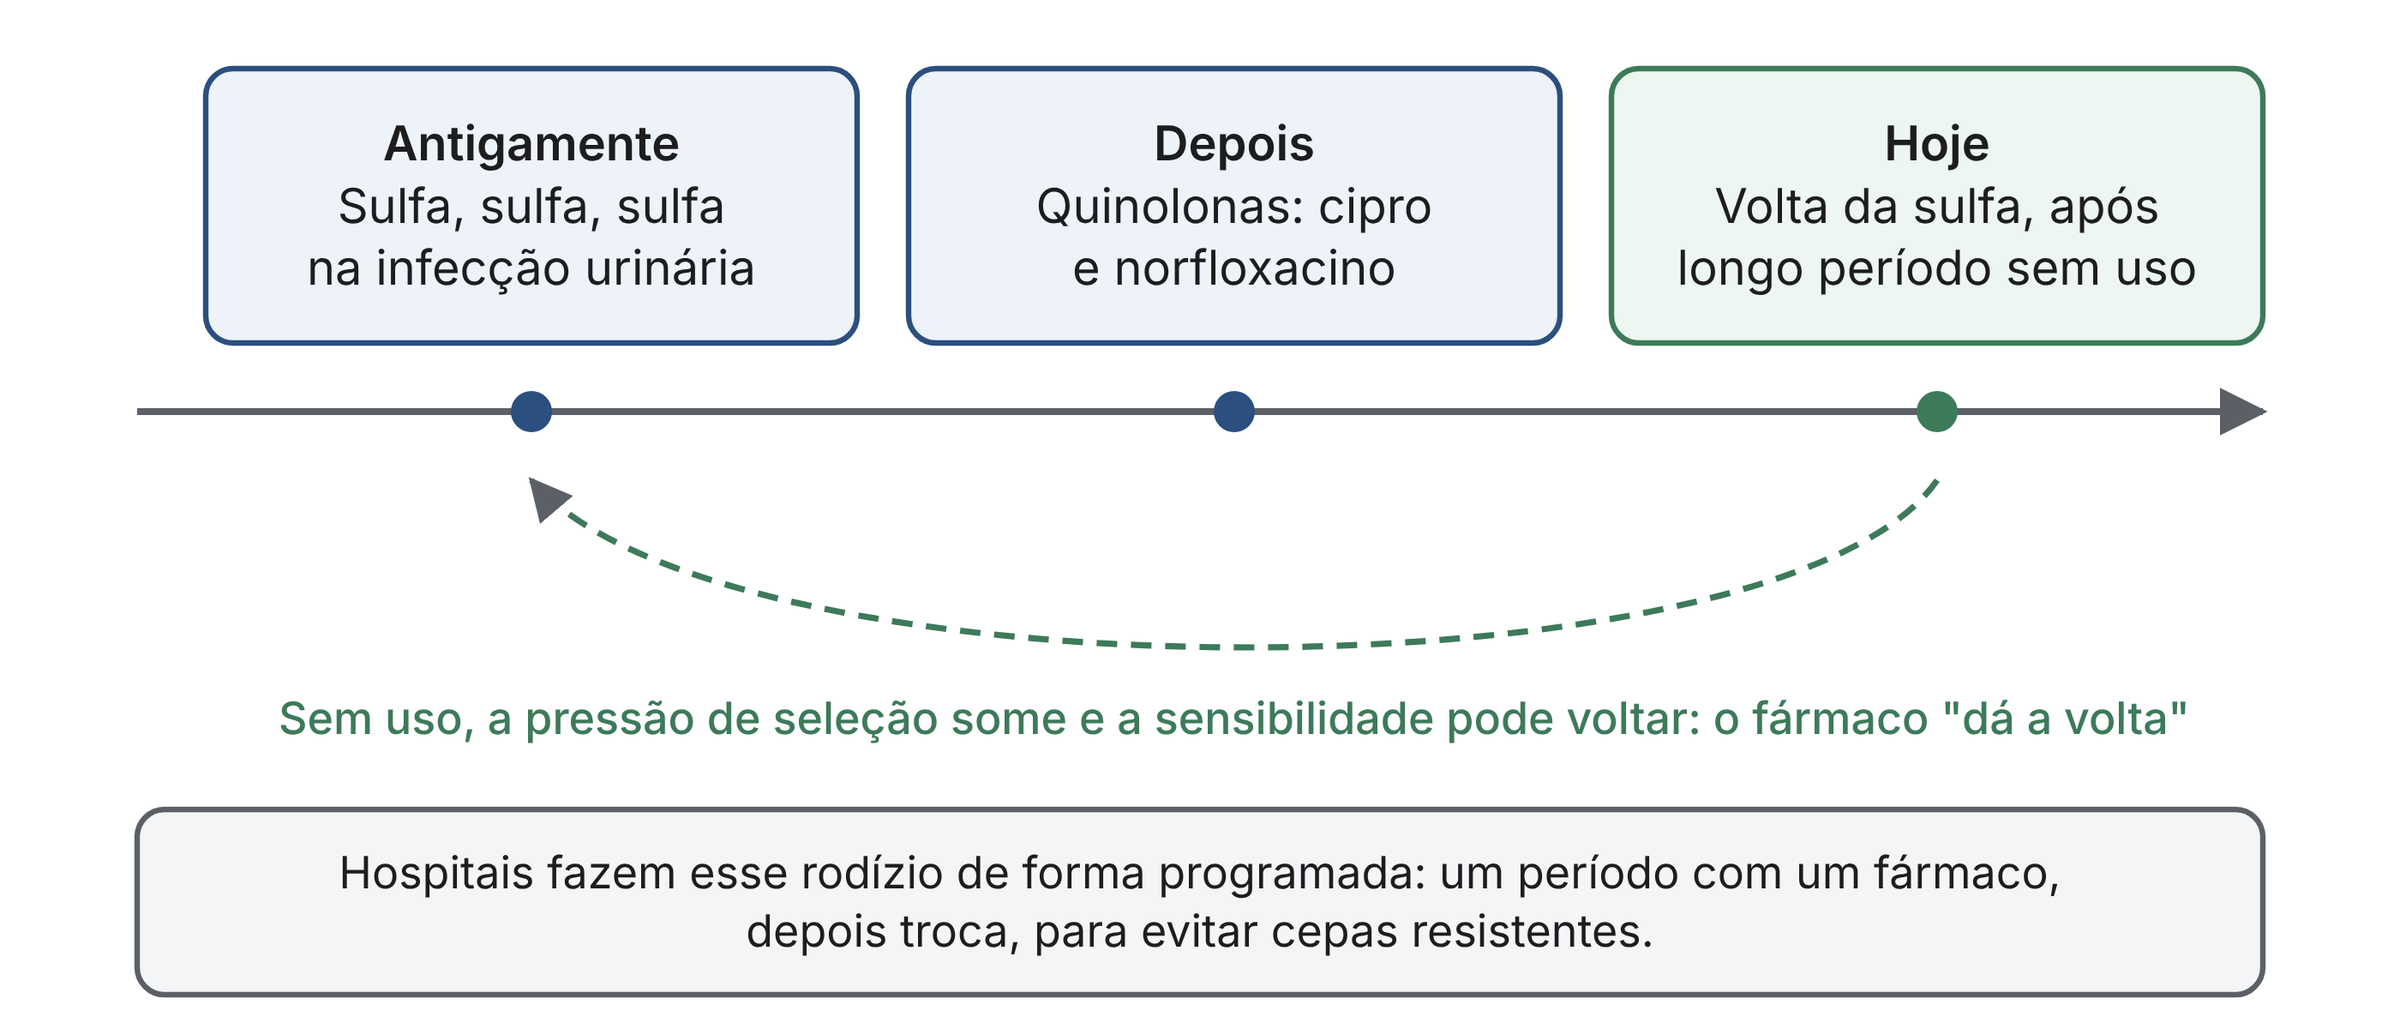 Antigamente
Sulfa, sulfa, sulfa
na infecção urinária
Depois
Quinolonas: cipro
e norfloxacino
Hoje
Volta da sulfa, após
longo período sem uso
Sem uso, a pressão de seleção some e a sensibilidade pode voltar: o fármaco "dá a volta"
Hospitais fazem esse rodízio de forma programada: um período com um fármaco,
depois troca, para evitar cepas resistentes.